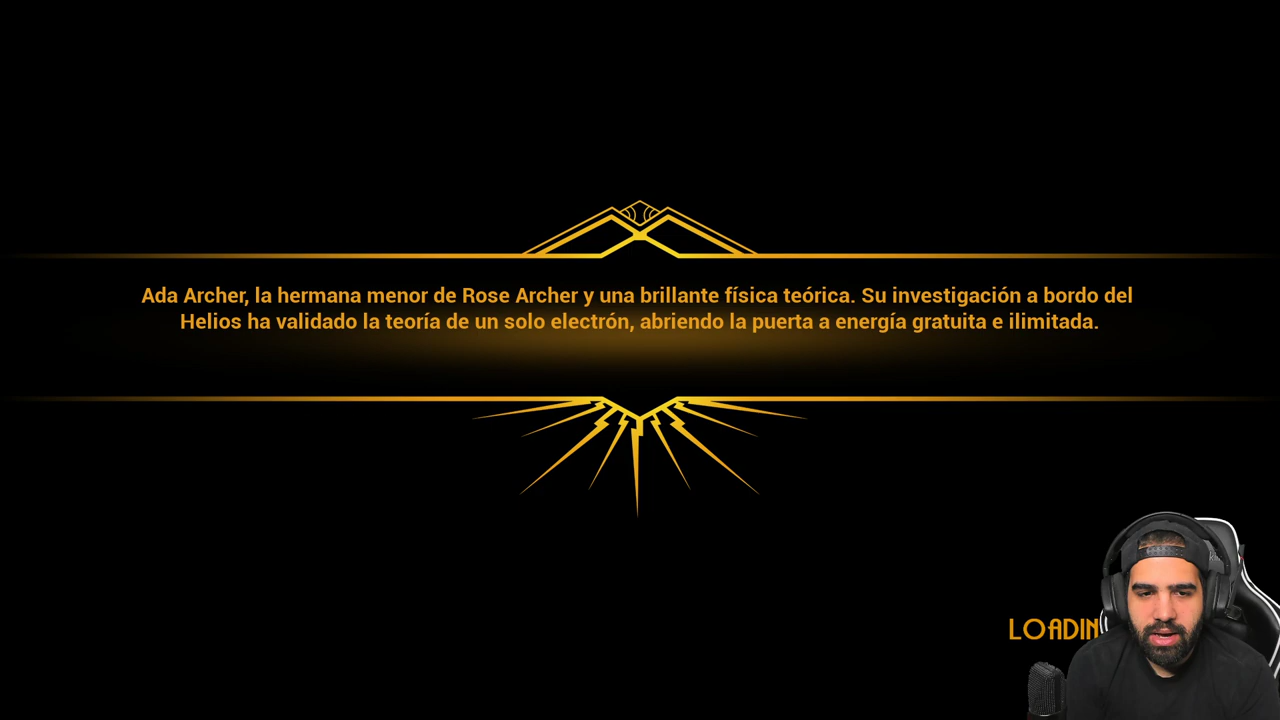 Ada Archer, la hermana menor de Rose Archer y una brillante física teórica. Su investigación a bordo del
Helios ha validado la teoría de un solo electrón, abriendo la puerta a energía gratuita e ilimitada.
LOADIN